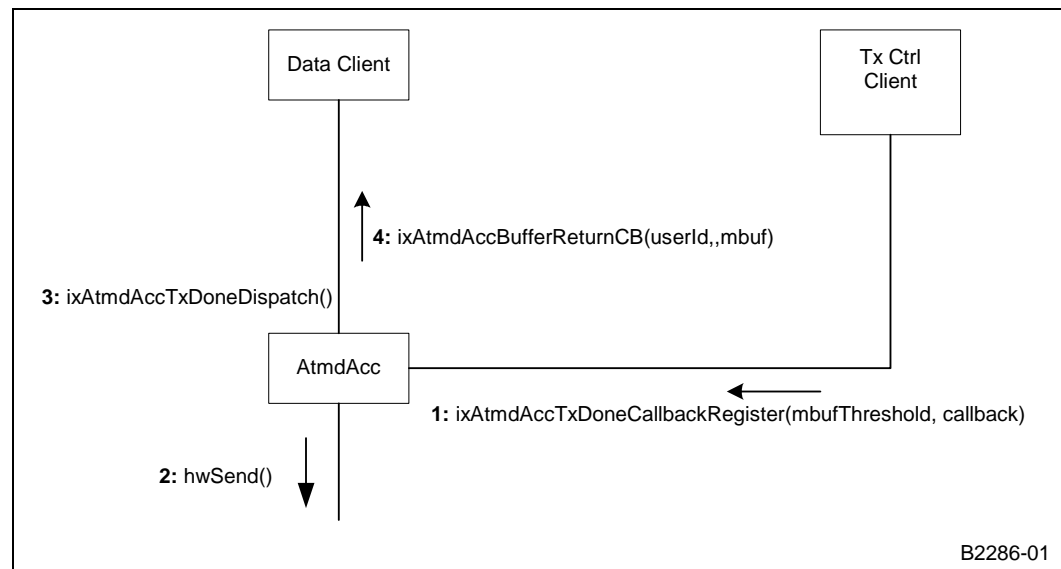 Data Client
Tx Ctrl
Client
4: ixAtmdAccBufferReturnCB(userId,,mbuf)
3: ixAtmdAccTxDoneDispatch()
AtmdAcc
1: ixAtmdAccTxDoneCallbackRegister(mbufThreshold, callback)
2: hwSend()
B2286-01